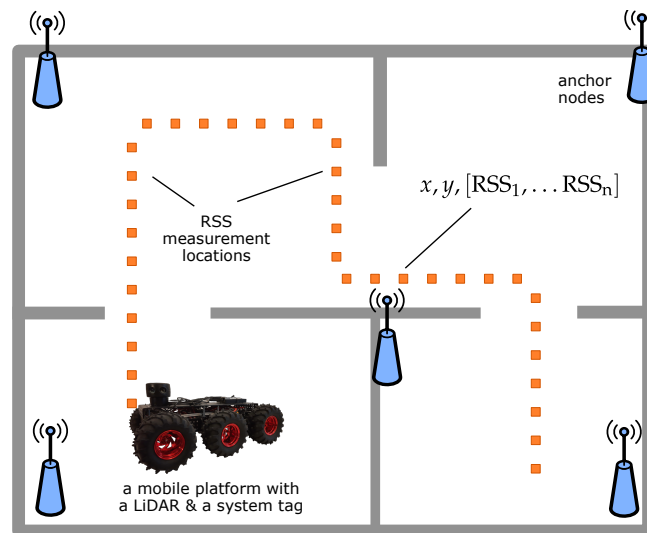 anchor
nodes
x, y, [RSS₁, … RSSₙ]
RSS
measurement
locations
a mobile platform with
a LiDAR & a system tag